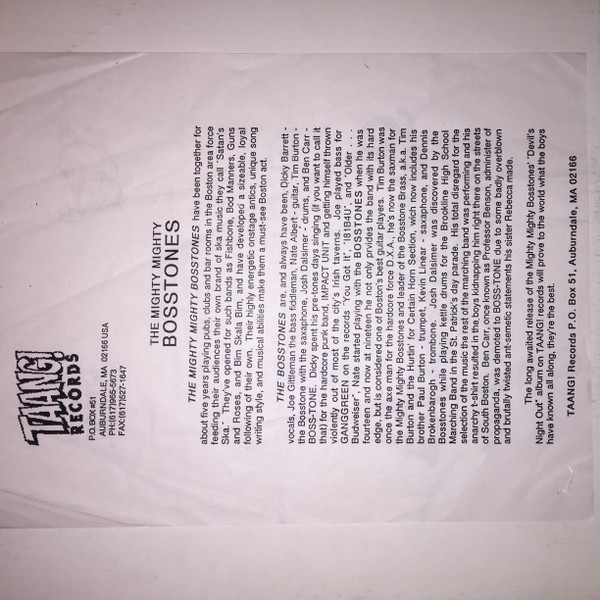 TAANG!
RECORDS
P.O. BOX #51
AUBURNDALE, MA 02166 USA
PH:(617)965-5673
FAX:(617)527-1647
THE MIGHTY MIGHTY
BOSSTONES
THE MIGHTY MIGHTY BOSSTONES have been together for
about five years playing pubs, clubs and bar rooms in the Boston area force
feeding their audiences their own brand of ska music they call "Satan's
Ska." They've opened for such bands as Fishbone, Bod Manners, Guns
and Roses, and Bim Skala Bim, and have developed a sizeable, loyal
following of their own. Their highly energetic onstage antics, unique song
writing style, and musical abilities make them a must-see Boston act.
THE BOSSTONES are, and always have been, Dicky Barrett -
vocals, Joe Gittleman the bass fiddleman, Nate Albert - guitar, Tim Burton -
the Bosstone with the saxaphone, Josh Dalsimer - drums, and Ben Carr -
BOSS-TONE. Dicky spent his pre-tones days singing (if you want to call it
that) for the hardcore punk band, IMPACT UNIT and getting himself thrown
violently out of most of the city's Irish taverns. Joe played bass for
GANGGREEN on the records "You Got It", "I81B4U", and "Older . . .
Budweiser". Nate started playing with the BOSSTONES when he was
fourteen and now at nineteen he not only provides the band with its hard
edge, but is considered one of Boston's best guitar players. Tim Burton was
once the axe man for the hardcore force D.X.A., he's now the saxman for
the Mighty Mighty Bosstones and leader of the Bosstone Brass, a.k.a. Tim
Burton and the Hurtin' for Certain Horn Section, wich now includes his
brother, Paul Burton - trumpet, Kevin Linear - saxophone, and Dennis
Brokenbarogh - trombone. Josh Dalsimer was discovered by the
Bosstones while playing kettle drums for the Brookline High School
Marching Band in the St. Patrick's day parade. His total disregard for the
selection of music the rest of the marching band was performing and his
anarchy t-shirt resulted in the boys kidnapping him right there on the streets
of South Boston. Ben Carr, once known as Professor Benson, administer of
propaganda, was demoted to BOSS-TONE due to some badly overdown
and brutally twisted anti-semetic statements his sister Rebecca made.
The long awaited release of the Mighty Mighty Bosstones' "Devil's
Night Out" album on TAANG! records will prove to the world what the boys
have known all along, they're the best.
TAANG! Records P.O. Box 51, Auburndale, MA 02166